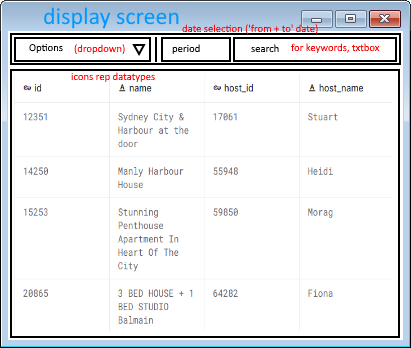 display screen
date selection ('from + to' date)
Options (dropdown) period search for keywords, txtbox
icons rep datatypes
id name host_id host_name
12351 Sydney City & 17061 Stuart
Harbour at the
door
14250 Manly Harbour 55948 Heidi
House
15253 Stunning 59850 Morag
Penthouse
Apartment In
Heart Of The
City
20865 3 BED HOUSE + 1 64282 Fiona
BED STUDIO
Balmain